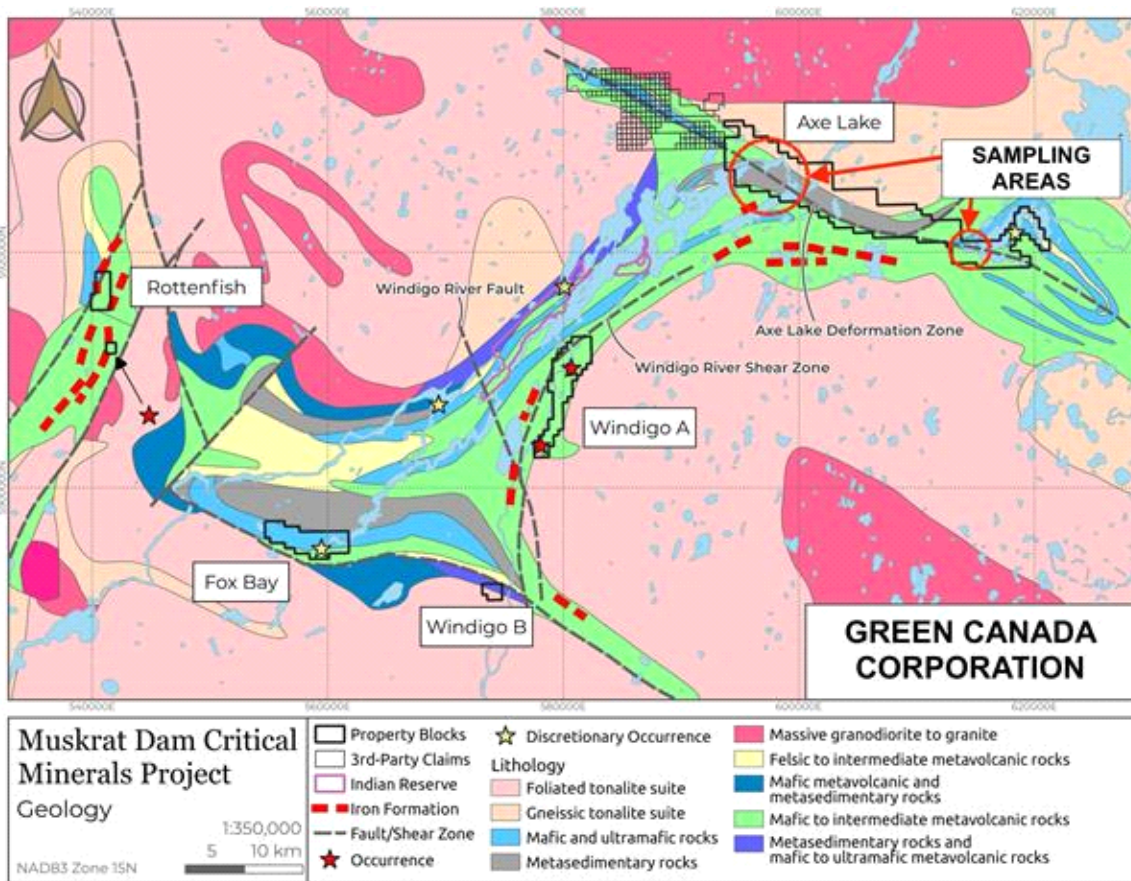 560000E
580000E
600000E
620000E
N
Axe Lake
SAMPLING
AREAS
Rottenfish
Windigo River Fault
Axe Lake Deformation Zone
Windigo River Shear Zone
Windigo A
Fox Bay
Windigo B
GREEN CANADA
CORPORATION
540000E
560000E
580000E
600000E
620000E
Muskrat Dam Critical
Minerals Project
Geology
1:350,000
5 10 km
NAD83 Zone 15N
Property Blocks
3rd-Party Claims
Indian Reserve
Iron Formation
Fault/Shear Zone
Occurrence
Discretionary Occurrence
Lithology
Foliated tonalite suite
Gneissic tonalite suite
Mafic and ultramafic rocks
Metasedimentary rocks
Massive granodiorite to granite
Felsic to intermediate metavolcanic rocks
Mafic metavolcanic and
metasedimentary rocks
Mafic to intermediate metavolcanic rocks
Metasedimentary rocks and
mafic to ultramafic metavolcanic rocks